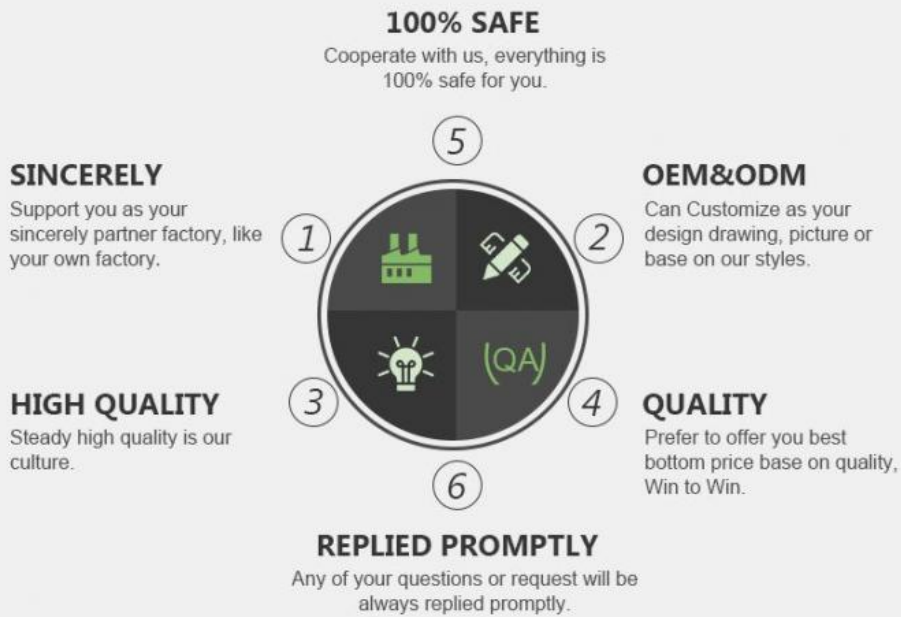 100% SAFE
Cooperate with us, everything is
100% safe for you.
5
SINCERELY
Support you as your
sincerely partner factory, like
your own factory.
1
OEM&ODM
Can Customize as your
design drawing, picture or
base on our styles.
2
(QA)
HIGH QUALITY
Steady high quality is our
culture.
3
QUALITY
Prefer to offer you best
bottom price base on quality,
Win to Win.
4
6
REPLIED PROMPTLY
Any of your questions or request will be
always replied promptly.